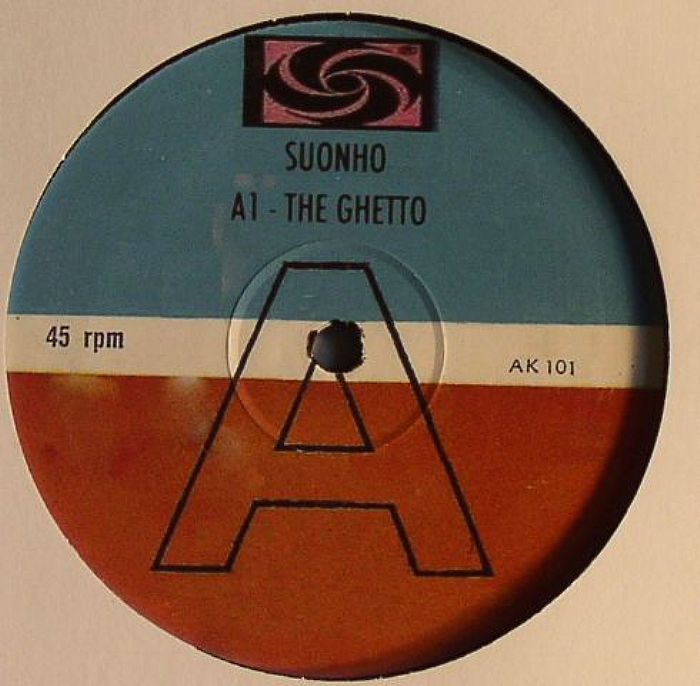 SUONHO
A1 - THE GHETTO
45 rpm
AK 101
A